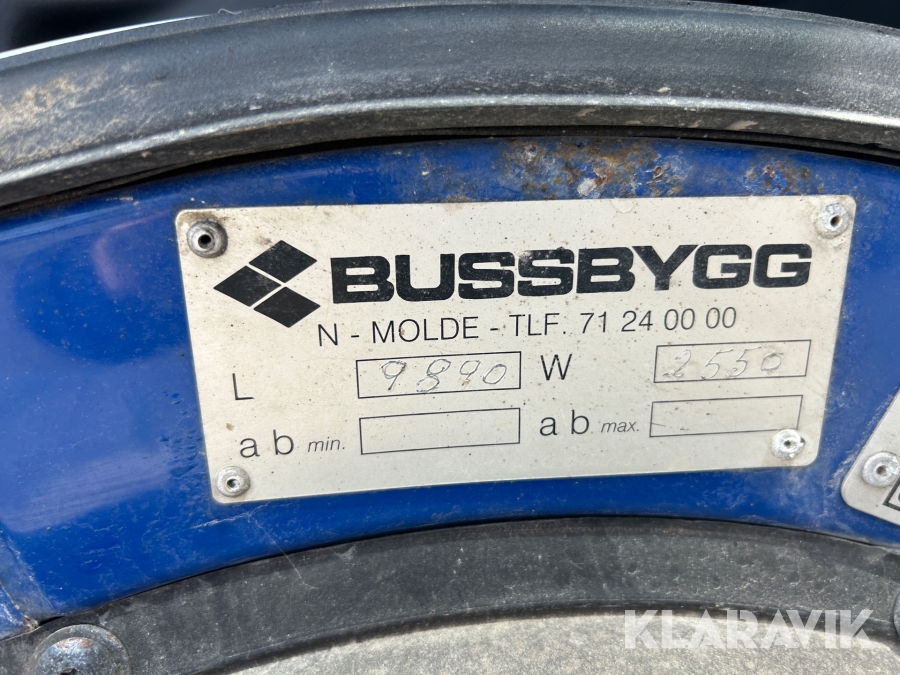 BUSSBYGG
N - MOLDE - TLF. 71 24 00 00
L 9890 W 2550
a b min. a b max.
KLARAVIK